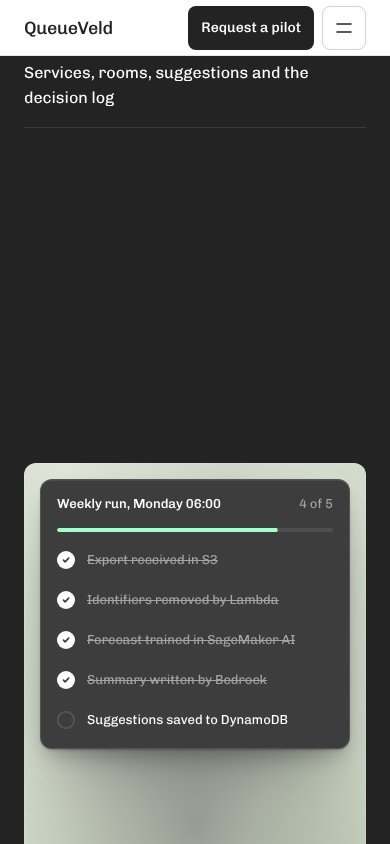 QueueVeld
Request a pilot
Services, rooms, suggestions and the
decision log
Weekly run, Monday 06:00
4 of 5
Export received in S3
Identifiers removed by Lambda
Forecast trained in SageMaker AI
Summary written by Bedrock
Suggestions saved to DynamoDB